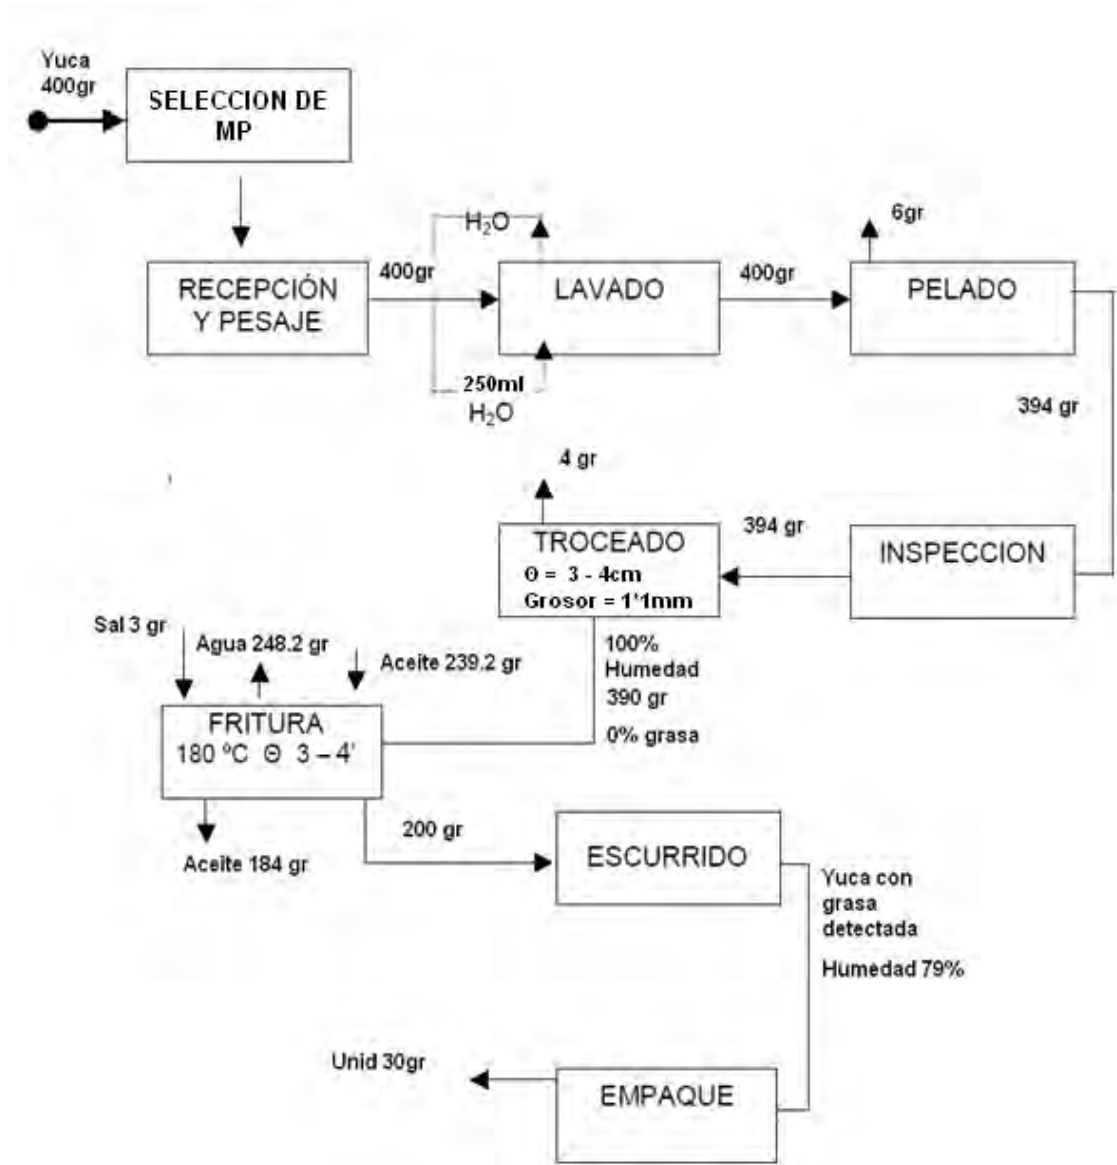 Yuca
400gr
SELECCION DE
MP
RECEPCIÓN
Y PESAJE
400gr
H₂O
250ml
H₂O
LAVADO
400gr
6gr
PELADO
394 gr
INSPECCION
394 gr
4 gr
TROCEADO
Θ = 3 - 4cm
Grosor = 1'1mm
100%
Humedad
390 gr
0% grasa
Sal 3 gr
Agua 248.2 gr
Aceite 239.2 gr
FRITURA
180 ºC Θ 3 – 4'
Aceite 184 gr
200 gr
ESCURRIDO
Yuca con
grasa
detectada
Humedad 79%
EMPAQUE
Unid 30gr